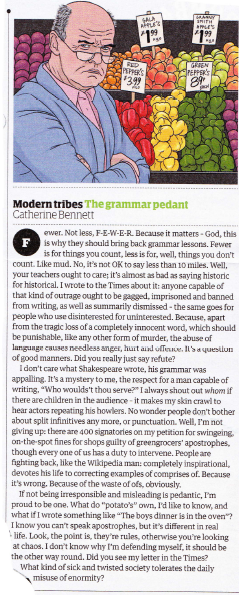 GALA
APPLE'S
$1.99
GRANNY
SMITH
APPLE'S
$1.99
RED
PEPPER'S
$3.99
GREEN
PEPPER'S
89¢
Modern tribes The grammar pedant
Catherine Bennett
Fewer. Not less, F-E-W-E-R. Because it matters – God, this
is why they should bring back grammar lessons. Fewer
is for things you count, less is for, well, things you don't
count. Like mud. No, it's not OK to say less than 10 miles. Well,
your teachers ought to care; it's almost as bad as saying historic
for historical. I wrote to the Times about it: anyone capable of
that kind of outrage ought to be gagged, imprisoned and banned
from writing, as well as summarily dismissed – the same goes for
people who use disinterested for uninterested. Because, apart
from the tragic loss of a completely innocent word, which should
be punishable, like any other form of murder, the abuse of
language causes needless anger, hurt and offence. It's a question
of good manners. Did you really just say refute?
I don't care what Shakespeare wrote, his grammar was
appalling. It's a mystery to me, the respect for a man capable of
writing, "Who wouldst thou serve?" I always shout out whom if
there are children in the audience – it makes my skin crawl to
hear actors repeating his howlers. No wonder people don't bother
about split infinitives any more, or punctuation. Well, I'm not
giving up: there are 400 signatories on my petition for swingeing,
on-the-spot fines for shops guilty of greengrocers' apostrophes,
though every one of us has a duty to intervene. People are
fighting back, like the Wikipedia man: completely inspirational,
devotes his life to correcting examples of comprises of. Because
it's wrong. Because of the waste of ofs, obviously.
If not being irresponsible and misleading is pedantic, I'm
proud to be one. What do "potato's" own, I'd like to know, and
what if I wrote something like "The boys dinner is in the oven"?
I know you can't speak apostrophes, but it's different in real
life. Look, the point is, they're rules, otherwise you're looking
at chaos. I don't know why I'm defending myself, it should be
the other way round. Did you see my letter in the Times?
What kind of sick and twisted society tolerates the daily
misuse of enormity?